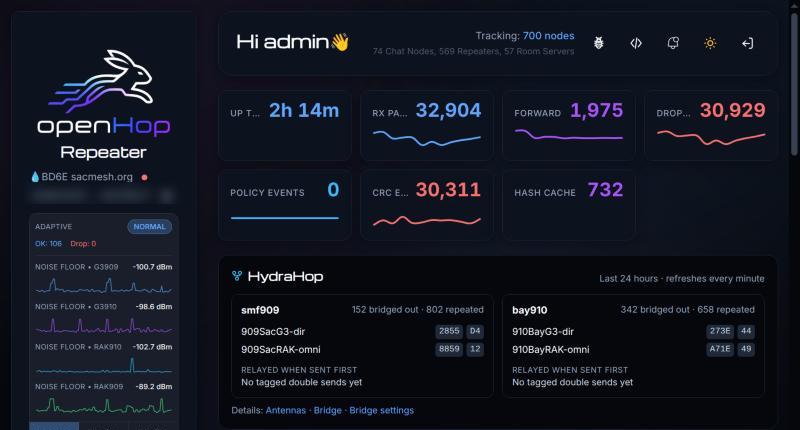 openHop
Repeater
BD6E sacmesh.org
ADAPTIVE NORMAL
OK: 106 Drop: 0
NOISE FLOOR • G3909 -100.7 dBm
NOISE FLOOR • G3910 -98.6 dBm
NOISE FLOOR • RAK910 -102.7 dBm
NOISE FLOOR • RAK909 -89.2 dBm
Hi admin👋
Tracking: 700 nodes
74 Chat Nodes, 569 Repeaters, 57 Room Servers
UP T... 2h 14m
RX PA... 32,904
FORWARD 1,975
DROP... 30,929
POLICY EVENTS 0
CRC E... 30,311
HASH CACHE 732
HydraHop
Last 24 hours · refreshes every minute
smf909 152 bridged out · 802 repeated
909SacG3-dir 2855 D4
909SacRAK-omni 8859 12
RELAYED WHEN SENT FIRST
No tagged double sends yet
bay910 342 bridged out · 658 repeated
910BayG3-dir 273E 44
910BayRAK-omni A71E 49
RELAYED WHEN SENT FIRST
No tagged double sends yet
Details: Antennas · Bridge · Bridge settings